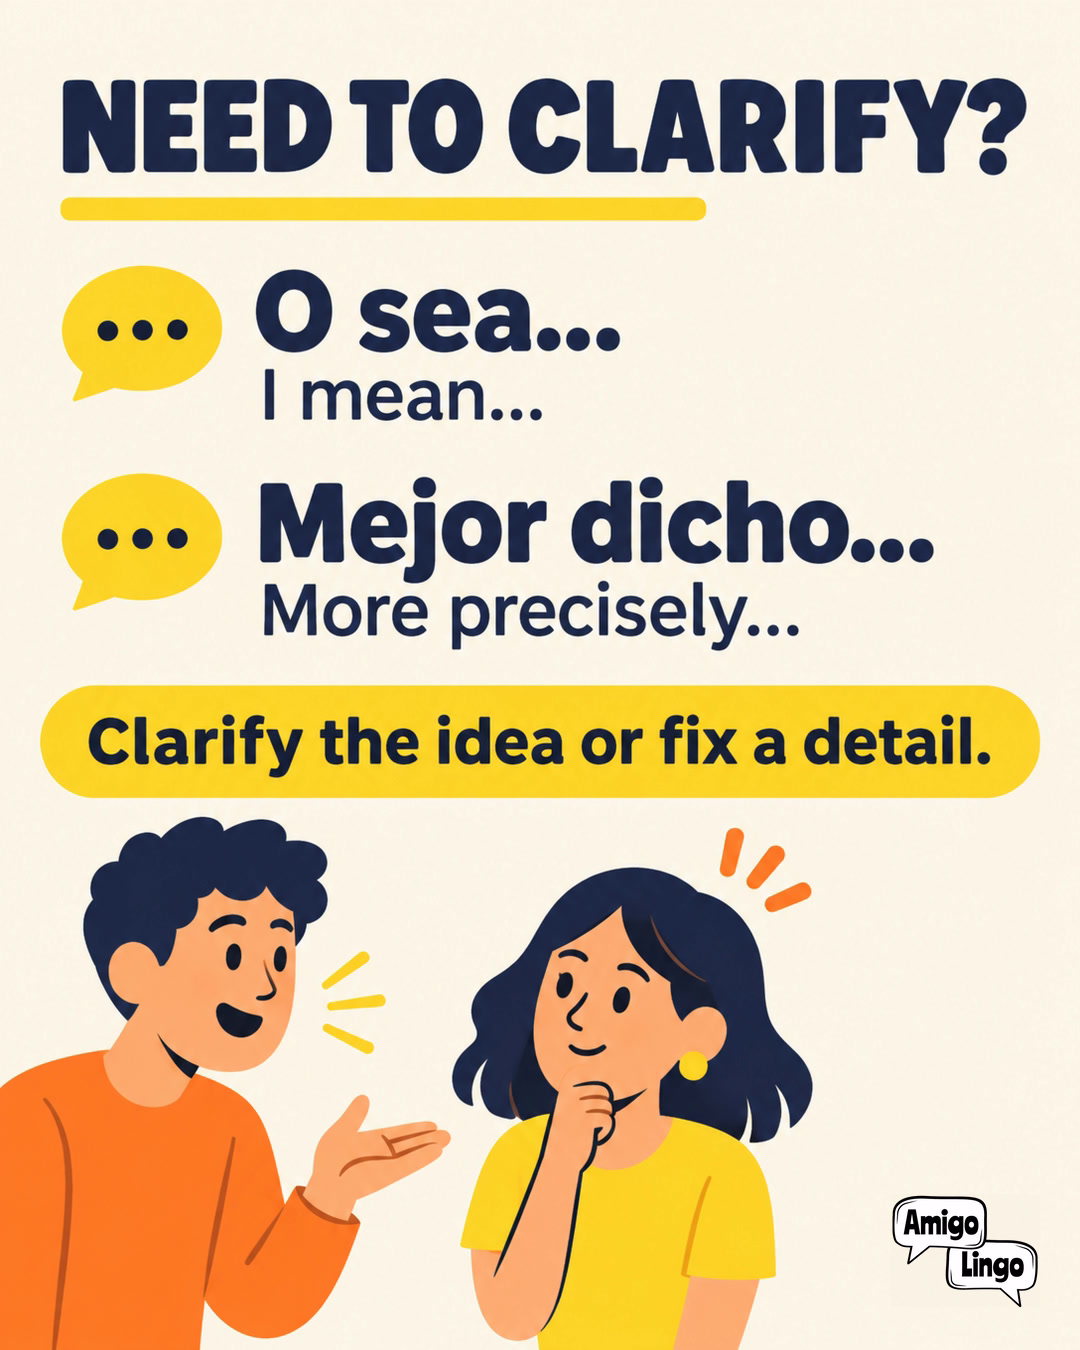 NEED TO CLARIFY?
O sea...
I mean...
Mejor dicho...
More precisely...
Clarify the idea or fix a detail.
Amigo
Lingo